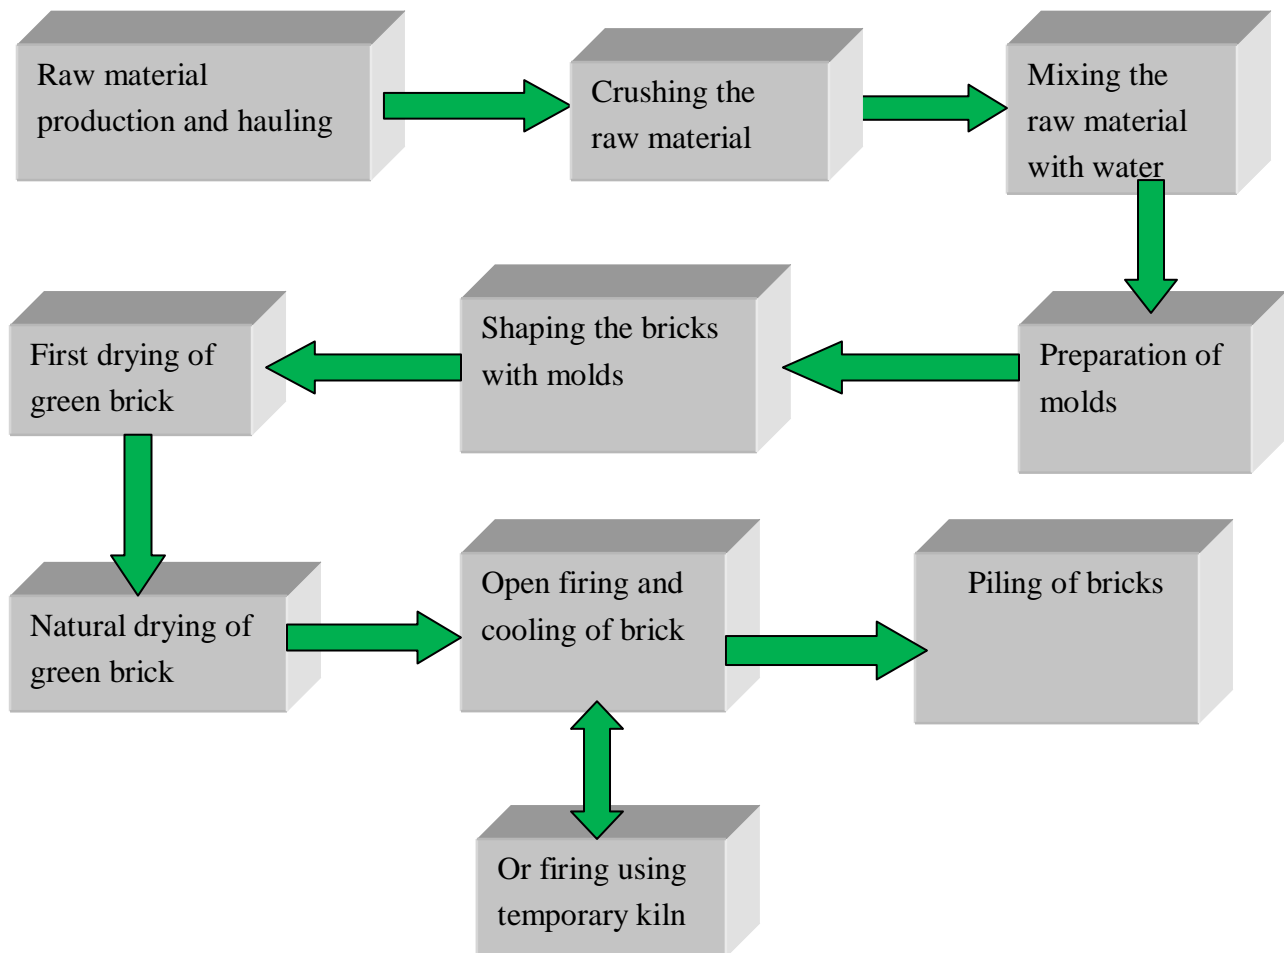 Raw material
production and hauling
Crushing the
raw material
Mixing the
raw material
with water
Preparation of
molds
Shaping the bricks
with molds
First drying of
green brick
Natural drying of
green brick
Open firing and
cooling of brick
Or firing using
temporary kiln
Piling of bricks